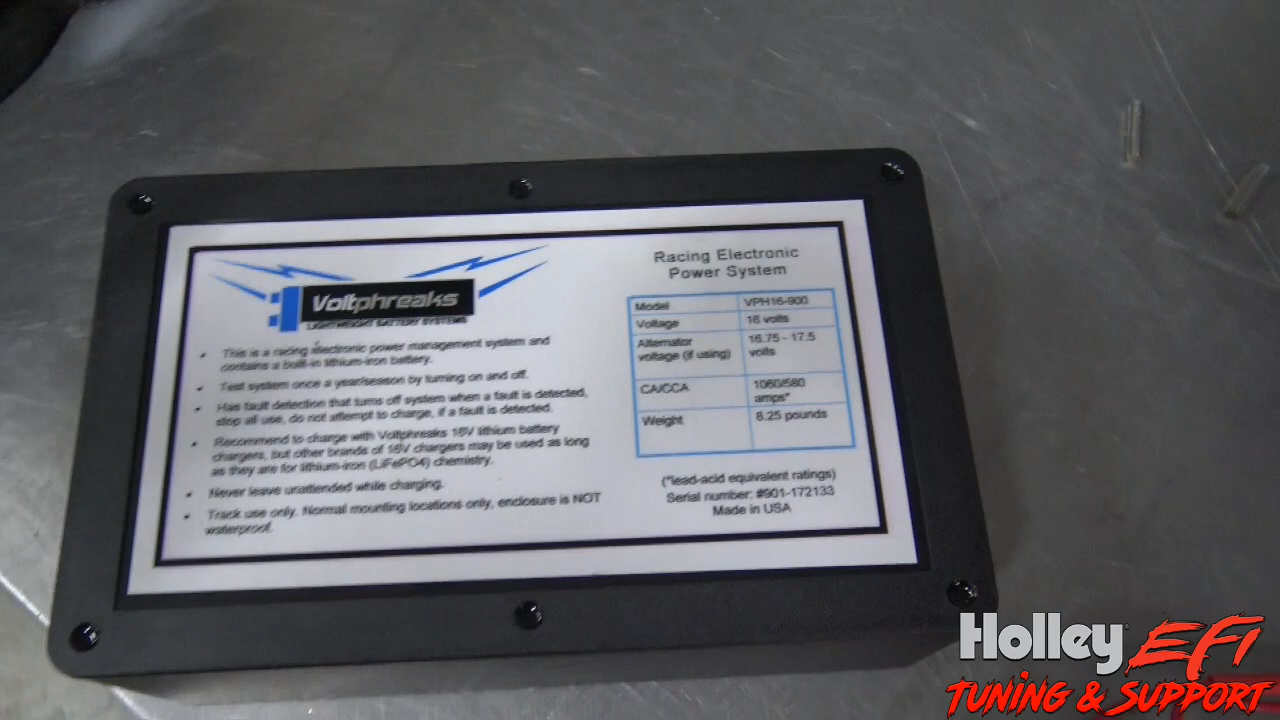 Voltphreaks
LIGHTWEIGHT BATTERY SYSTEMS
• This is a racing electronic power management system and
contains a built-in lithium-iron battery.
• Test system once a year/season by turning on and off.
• Has fault detection that turns off system when a fault is detected,
stop all use, do not attempt to charge, if a fault is detected.
• Recommend to charge with Voltphreaks 16V lithium battery
chargers, but other brands of 16V chargers may be used as long
as they are for lithium-iron (LiFePO4) chemistry.
• Never leave unattended while charging.
• Track use only. Normal mounting locations only, enclosure is NOT
waterproof.
Racing Electronic
Power System
Model VPH16-900
Voltage 16 volts
Alternator 16.75 - 17.5
voltage (if using) volts
CA/CCA 1060/580
amps*
Weight 8.25 pounds
(*lead-acid equivalent ratings)
Serial number: #901-172133
Made in USA
Holley EFI
TUNING & SUPPORT